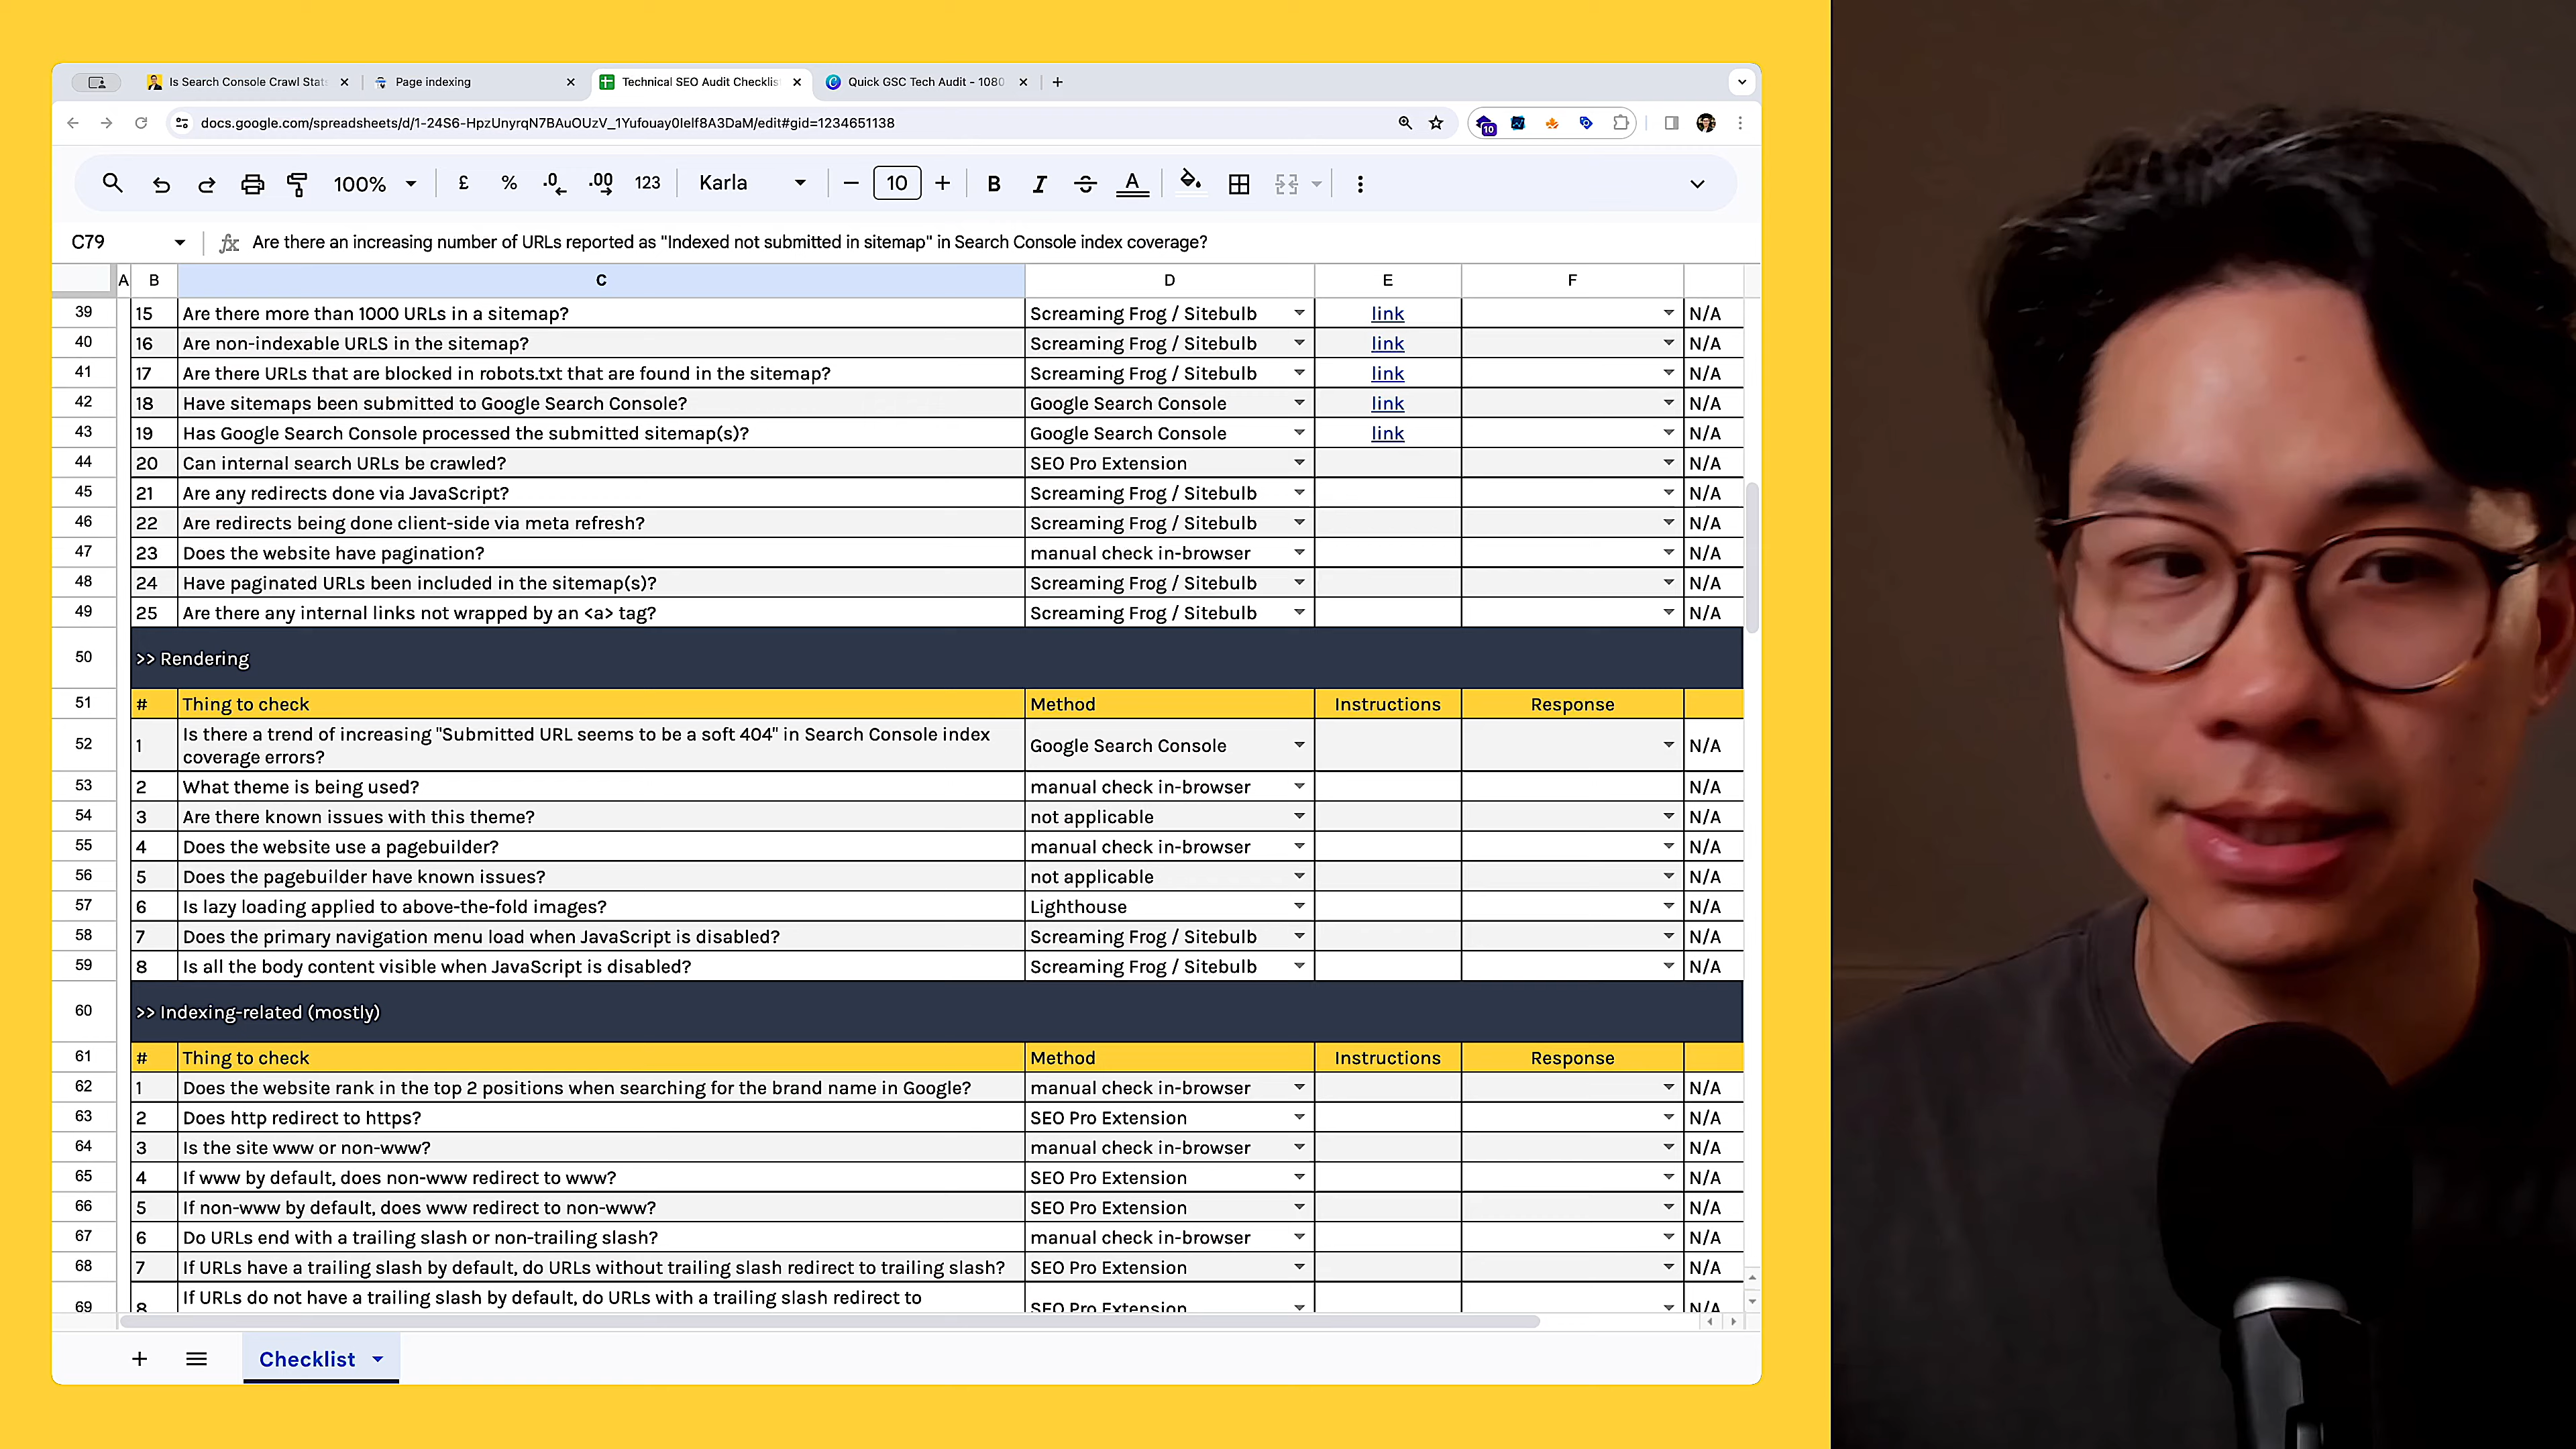 Is Search Console Crawl Stats
Page indexing
Technical SEO Audit Checklis
Quick GSC Tech Audit - 1080
docs.google.com/spreadsheets/d/1-24S6-HpzUnyrqN7BAuOUzV_1Yufouay0lelf8A3DaM/edit#gid=1234651138
10
100% £ % .0 .00 123 Karla 10 B I S A
C79 fx Are there an increasing number of URLs reported as "Indexed not submitted in sitemap" in Search Console index coverage?
A B C D E F
39 15 Are there more than 1000 URLs in a sitemap? Screaming Frog / Sitebulb link N/A
40 16 Are non-indexable URLS in the sitemap? Screaming Frog / Sitebulb link N/A
41 17 Are there URLs that are blocked in robots.txt that are found in the sitemap? Screaming Frog / Sitebulb link N/A
42 18 Have sitemaps been submitted to Google Search Console? Google Search Console link N/A
43 19 Has Google Search Console processed the submitted sitemap(s)? Google Search Console link N/A
44 20 Can internal search URLs be crawled? SEO Pro Extension N/A
45 21 Are any redirects done via JavaScript? Screaming Frog / Sitebulb N/A
46 22 Are redirects being done client-side via meta refresh? Screaming Frog / Sitebulb N/A
47 23 Does the website have pagination? manual check in-browser N/A
48 24 Have paginated URLs been included in the sitemap(s)? Screaming Frog / Sitebulb N/A
49 25 Are there any internal links not wrapped by an <a> tag? Screaming Frog / Sitebulb N/A
50 >> Rendering
51 # Thing to check Method Instructions Response
52 1 Is there a trend of increasing "Submitted URL seems to be a soft 404" in Search Console index
coverage errors? Google Search Console N/A
53 2 What theme is being used? manual check in-browser N/A
54 3 Are there known issues with this theme? not applicable N/A
55 4 Does the website use a pagebuilder? manual check in-browser N/A
56 5 Does the pagebuilder have known issues? not applicable N/A
57 6 Is lazy loading applied to above-the-fold images? Lighthouse N/A
58 7 Does the primary navigation menu load when JavaScript is disabled? Screaming Frog / Sitebulb N/A
59 8 Is all the body content visible when JavaScript is disabled? Screaming Frog / Sitebulb N/A
60 >> Indexing-related (mostly)
61 # Thing to check Method Instructions Response
62 1 Does the website rank in the top 2 positions when searching for the brand name in Google? manual check in-browser N/A
63 2 Does http redirect to https? SEO Pro Extension N/A
64 3 Is the site www or non-www? manual check in-browser N/A
65 4 If www by default, does non-www redirect to www? SEO Pro Extension N/A
66 5 If non-www by default, does www redirect to non-www? SEO Pro Extension N/A
67 6 Do URLs end with a trailing slash or non-trailing slash? manual check in-browser N/A
68 7 If URLs have a trailing slash by default, do URLs without trailing slash redirect to trailing slash? SEO Pro Extension N/A
69 8 If URLs do not have a trailing slash by default, do URLs with a trailing slash redirect to SEO Pro Extension N/A
Checklist